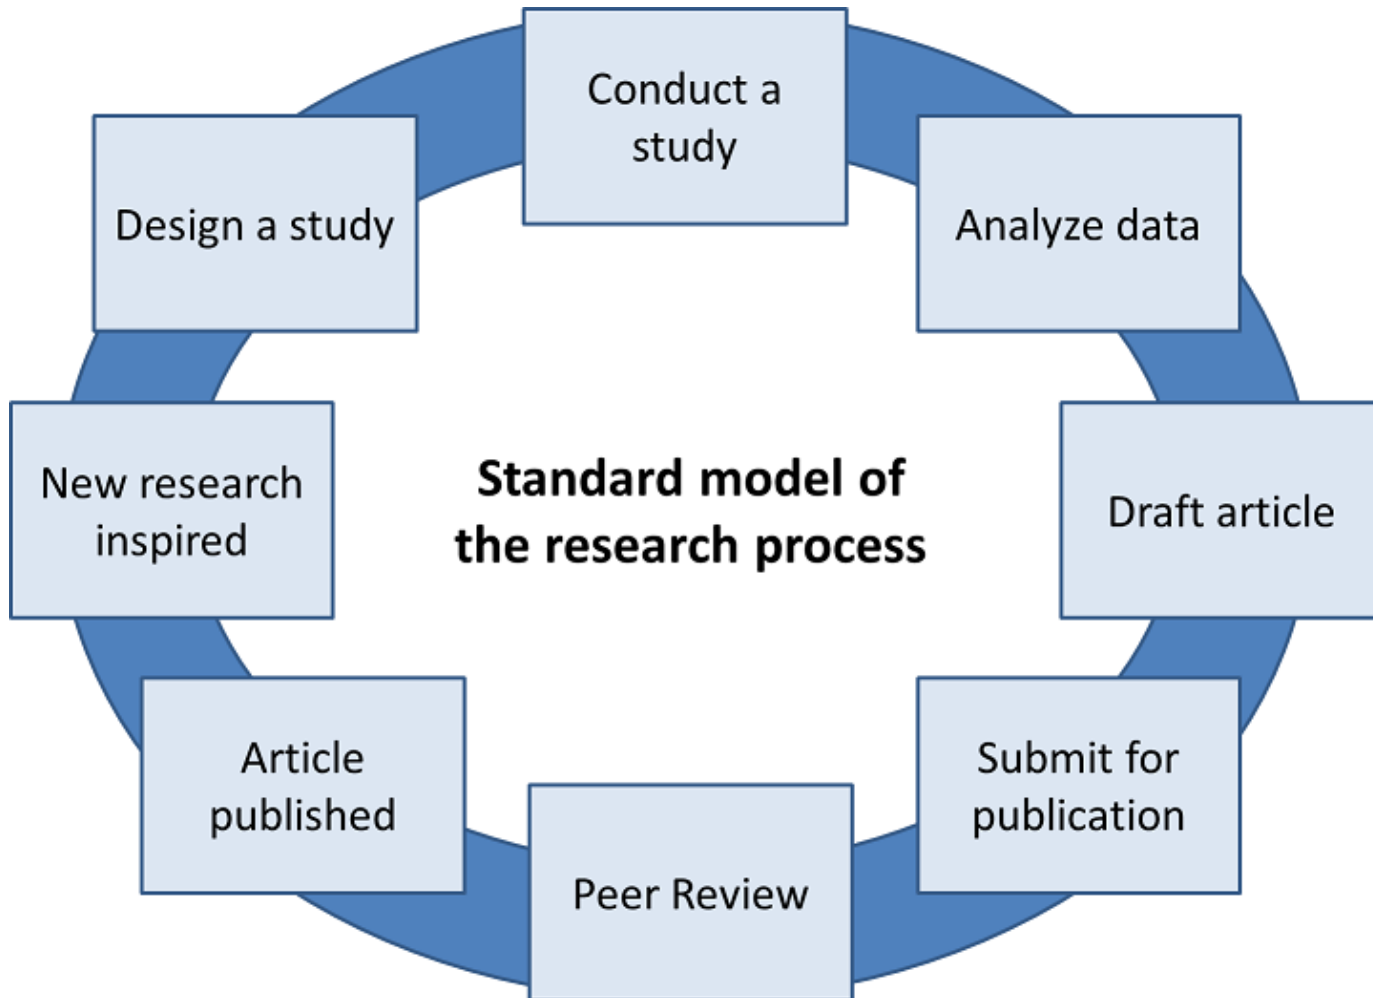 Conduct a
study
Design a study
Analyze data
New research
inspired
Standard model of
the research process
Draft article
Article
published
Submit for
publication
Peer Review